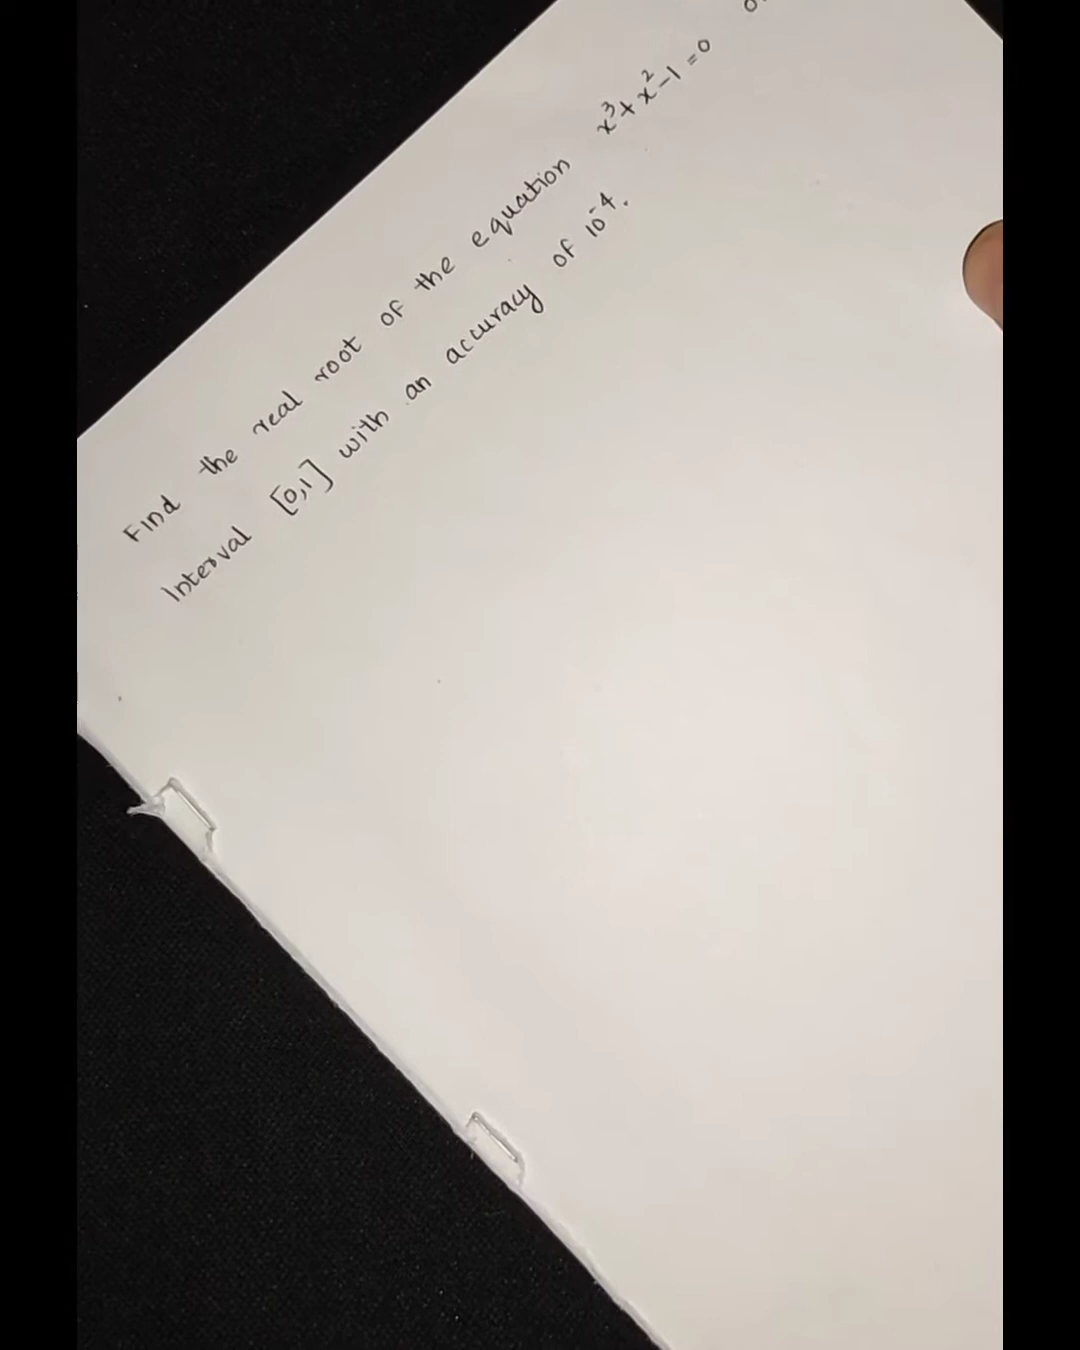 Find the real root of the equation x³+x²-1=0
Interval [0,1] with an accuracy of 10⁻⁴.